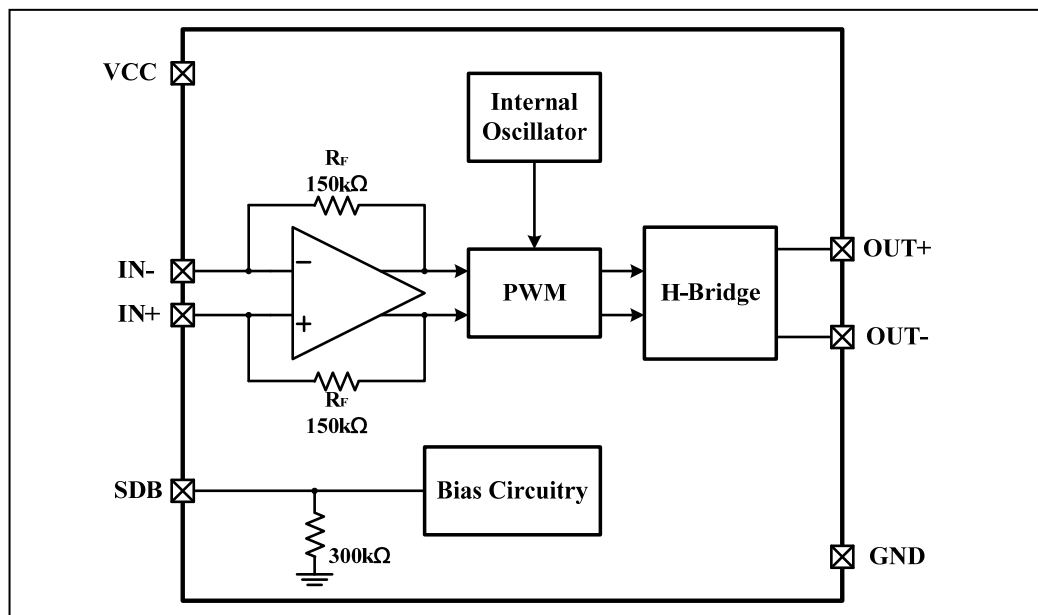 VCC
Internal
Oscillator
RF
150kΩ
IN-
IN+
−
+
PWM
H-Bridge
OUT+
OUT-
RF
150kΩ
SDB
Bias Circuitry
300kΩ
GND